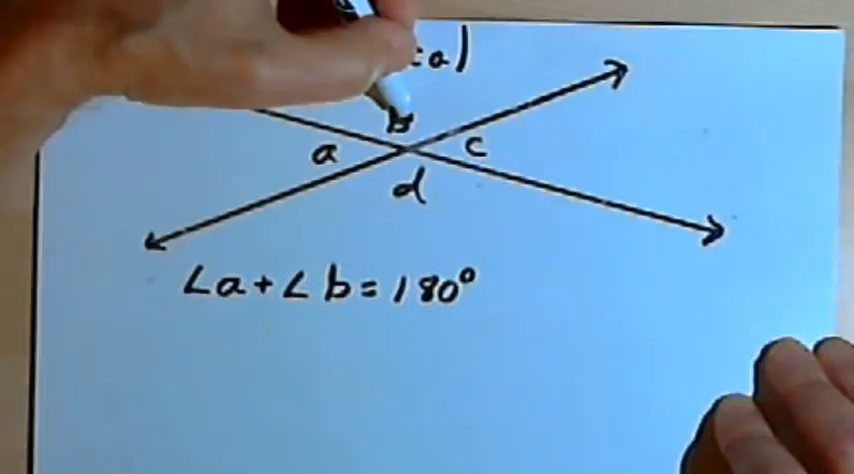 a)
b
a c
d
∠a + ∠b = 180°